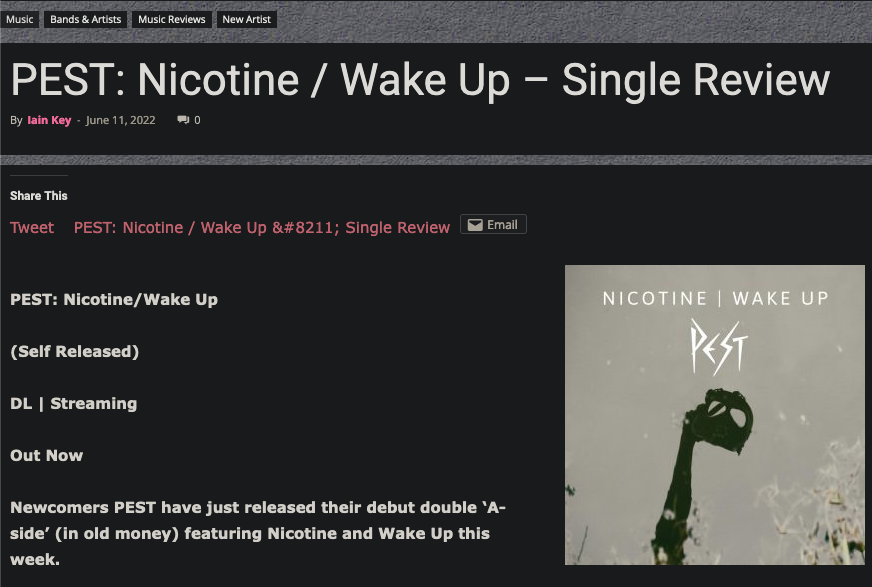 Music Bands & Artists Music Reviews New Artist
PEST: Nicotine / Wake Up – Single Review
By Iain Key - June 11, 2022 0
Share This
Tweet PEST: Nicotine / Wake Up &#8211; Single Review Email
NICOTINE | WAKE UP
PEST
PEST: Nicotine/Wake Up
(Self Released)
DL | Streaming
Out Now
Newcomers PEST have just released their debut double ‘A-
side’ (in old money) featuring Nicotine and Wake Up this
week.